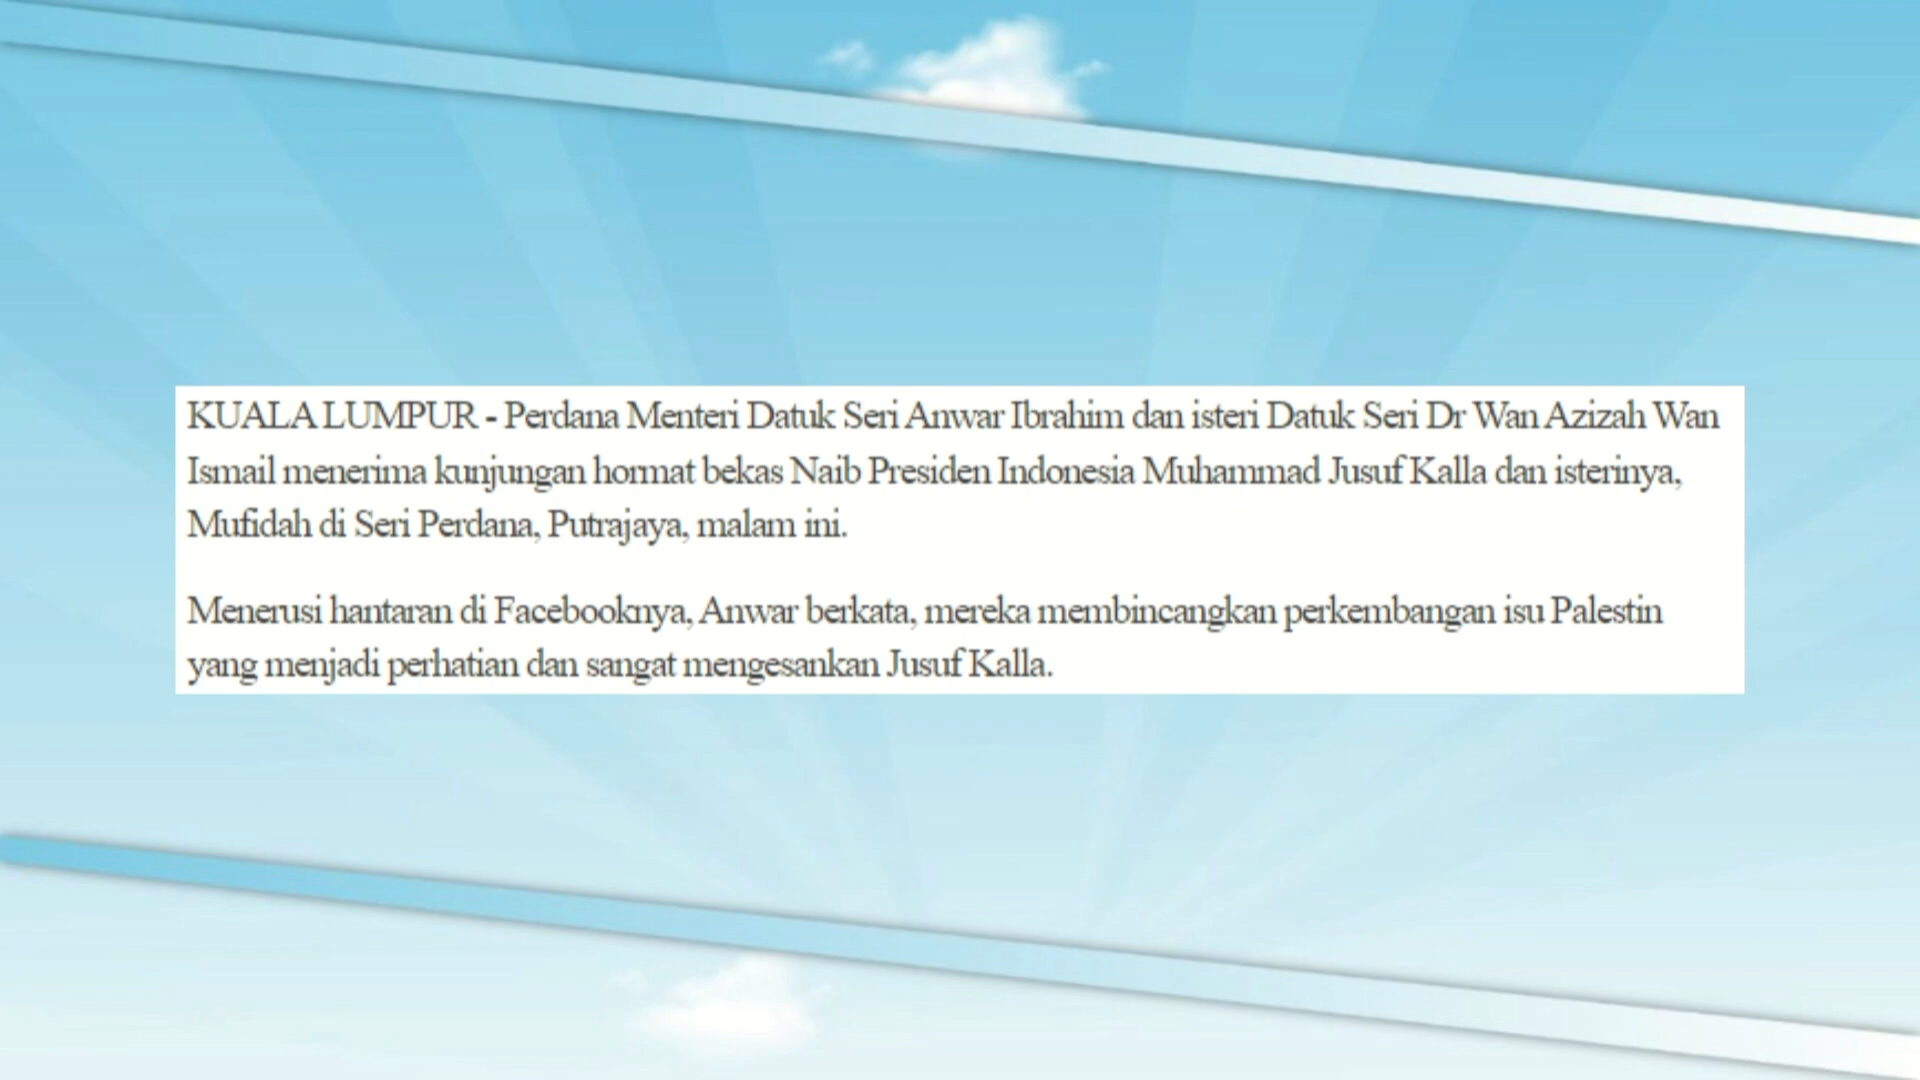 KUALA LUMPUR - Perdana Menteri Datuk Seri Anwar Ibrahim dan isteri Datuk Seri Dr Wan Azizah Wan
Ismail menerima kunjungan hormat bekas Naib Presiden Indonesia Muhammad Jusuf Kalla dan isterinya,
Mufidah di Seri Perdana, Putrajaya, malam ini.
Menerusi hantaran di Facebooknya, Anwar berkata, mereka membincangkan perkembangan isu Palestin
yang menjadi perhatian dan sangat mengesankan Jusuf Kalla.